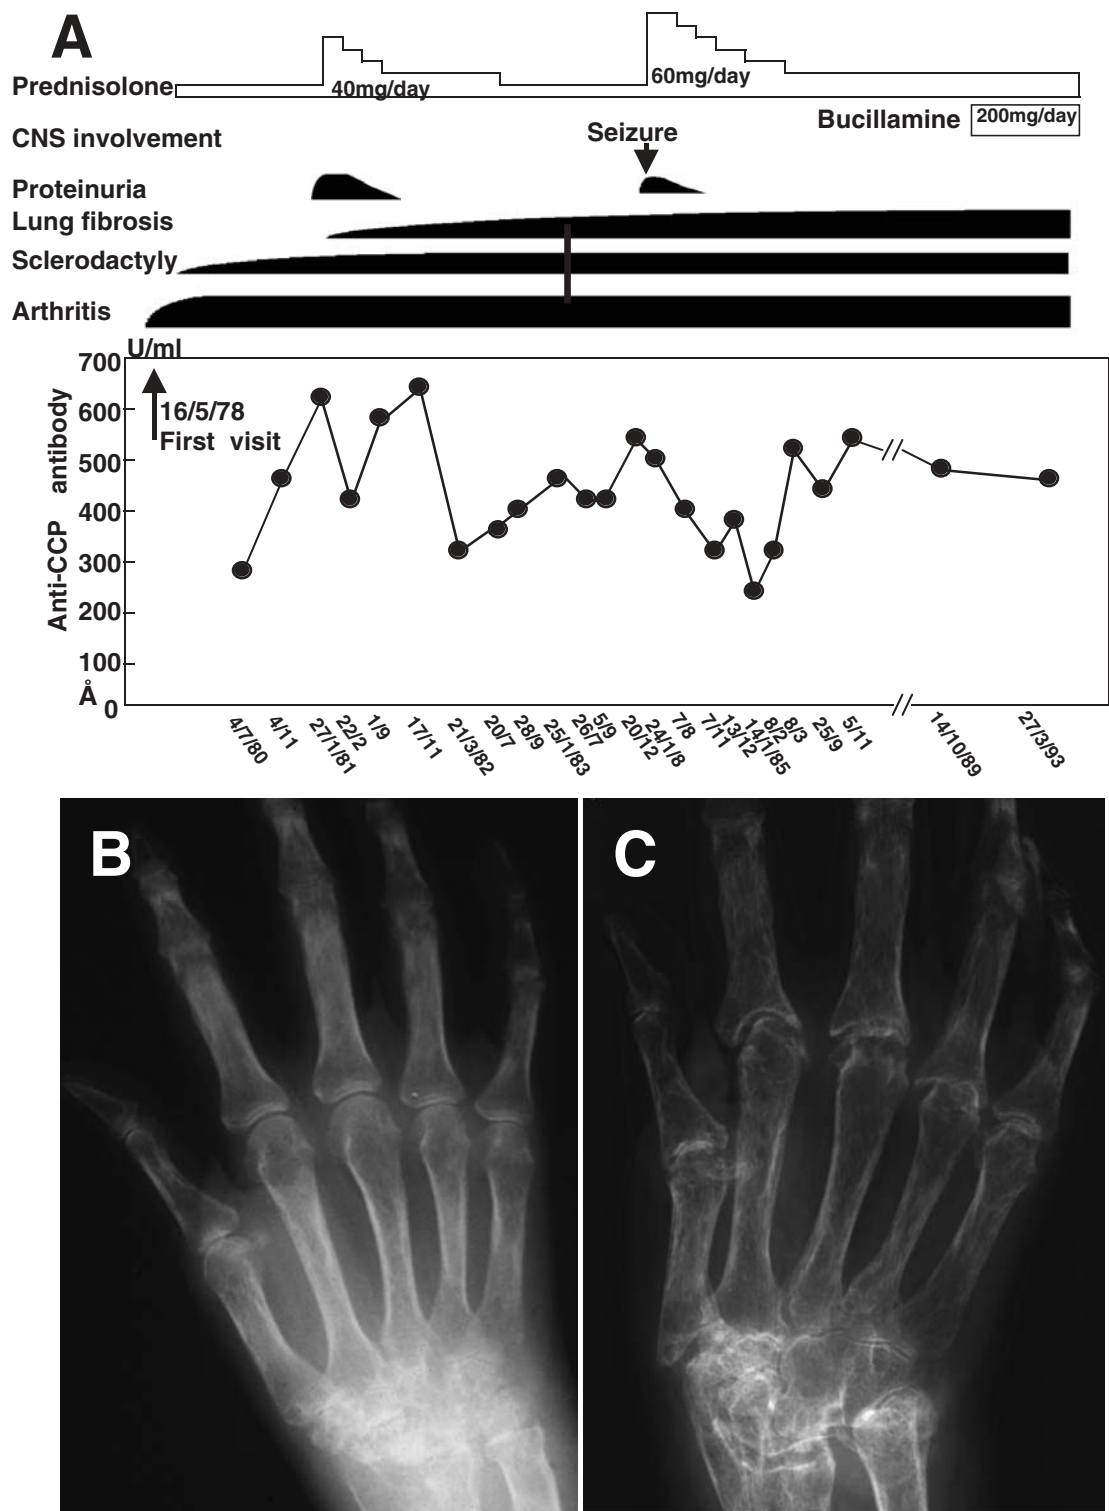 A
Prednisolone
40mg/day
60mg/day
Bucillamine 200mg/day
CNS involvement
Seizure
Proteinuria
Lung fibrosis
Sclerodactyly
Arthritis
U/ml
Anti-CCP antibody
700
600
500
400
300
200
100
Å
0
16/5/78
First visit
4/7/80
4/11
27/1/81
22/2
1/9
17/11
21/3/82
20/7
28/9
25/1/83
26/7
5/9
20/12
24/1/8
7/8
7/11
13/12
14/1/85
8/2
8/3
25/9
5/11
14/10/89
27/3/93
B
C